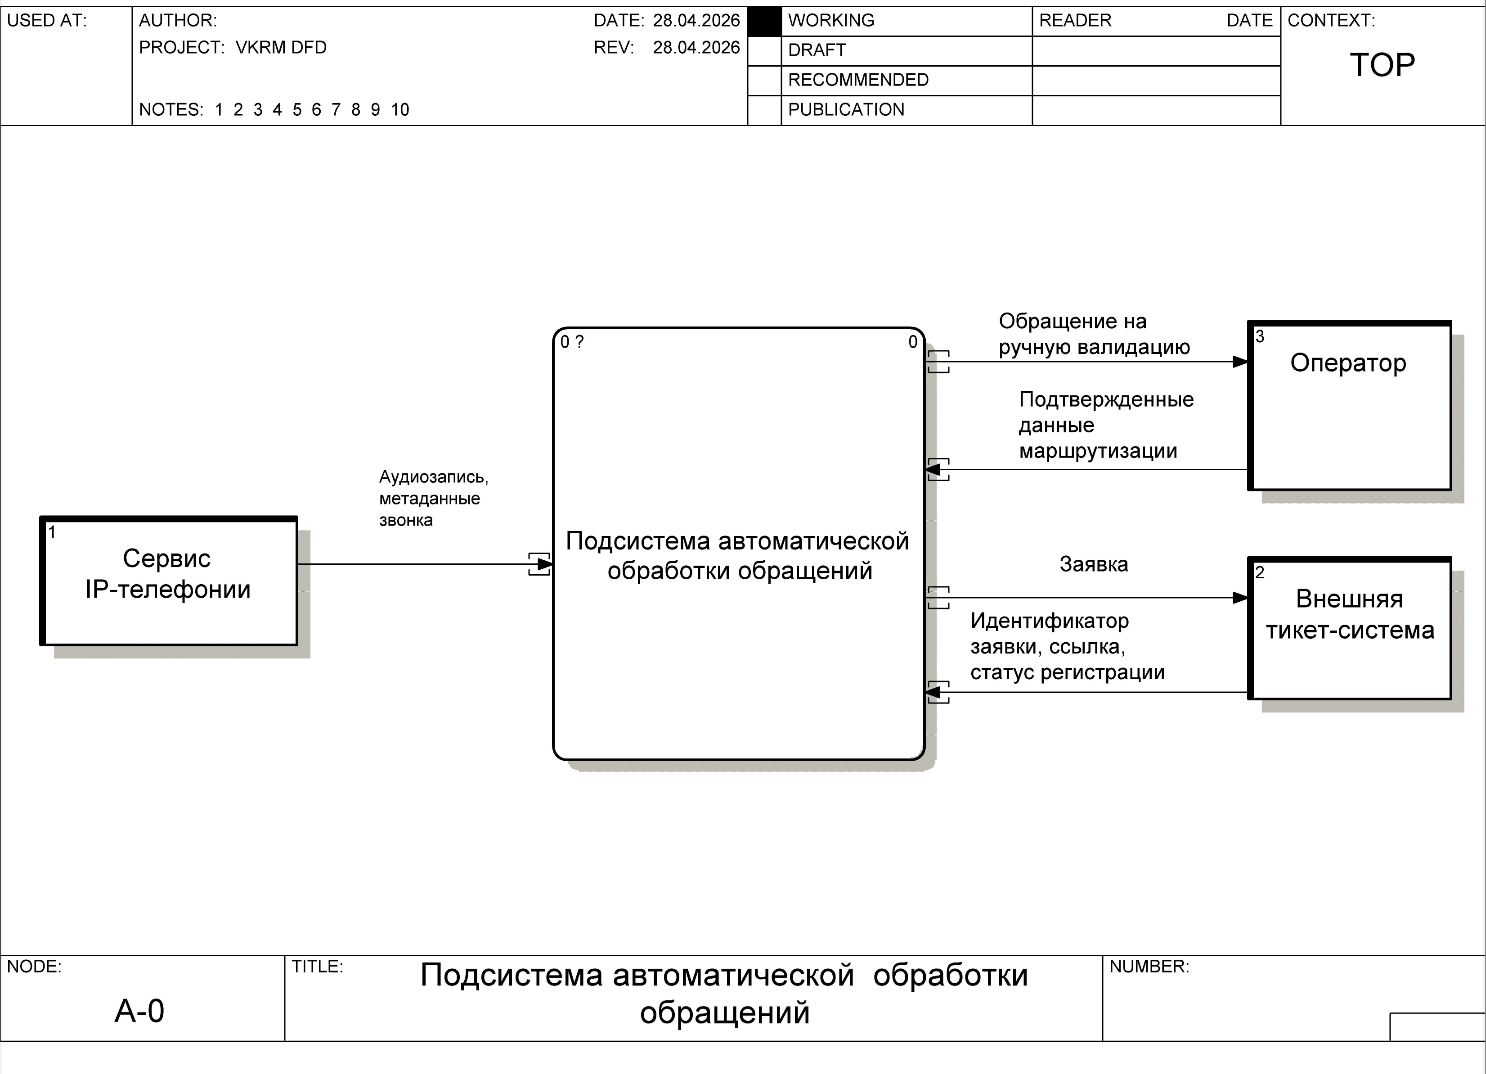 USED AT:
AUTHOR:
DATE: 28.04.2026
PROJECT: VKRM DFD
REV: 28.04.2026
NOTES: 1 2 3 4 5 6 7 8 9 10
WORKING
DRAFT
RECOMMENDED
PUBLICATION
READER DATE
CONTEXT:
TOP
0 ? 0
Подсистема автоматической
обработки обращений
1
Сервис
IP-телефонии
Аудиозапись,
метаданные
звонка
Обращение на
ручную валидацию
3
Оператор
Подтвержденные
данные
маршрутизации
Заявка
2
Внешняя
тикет-система
Идентификатор
заявки, ссылка,
статус регистрации
NODE:
A-0
TITLE:
Подсистема автоматической обработки
обращений
NUMBER: